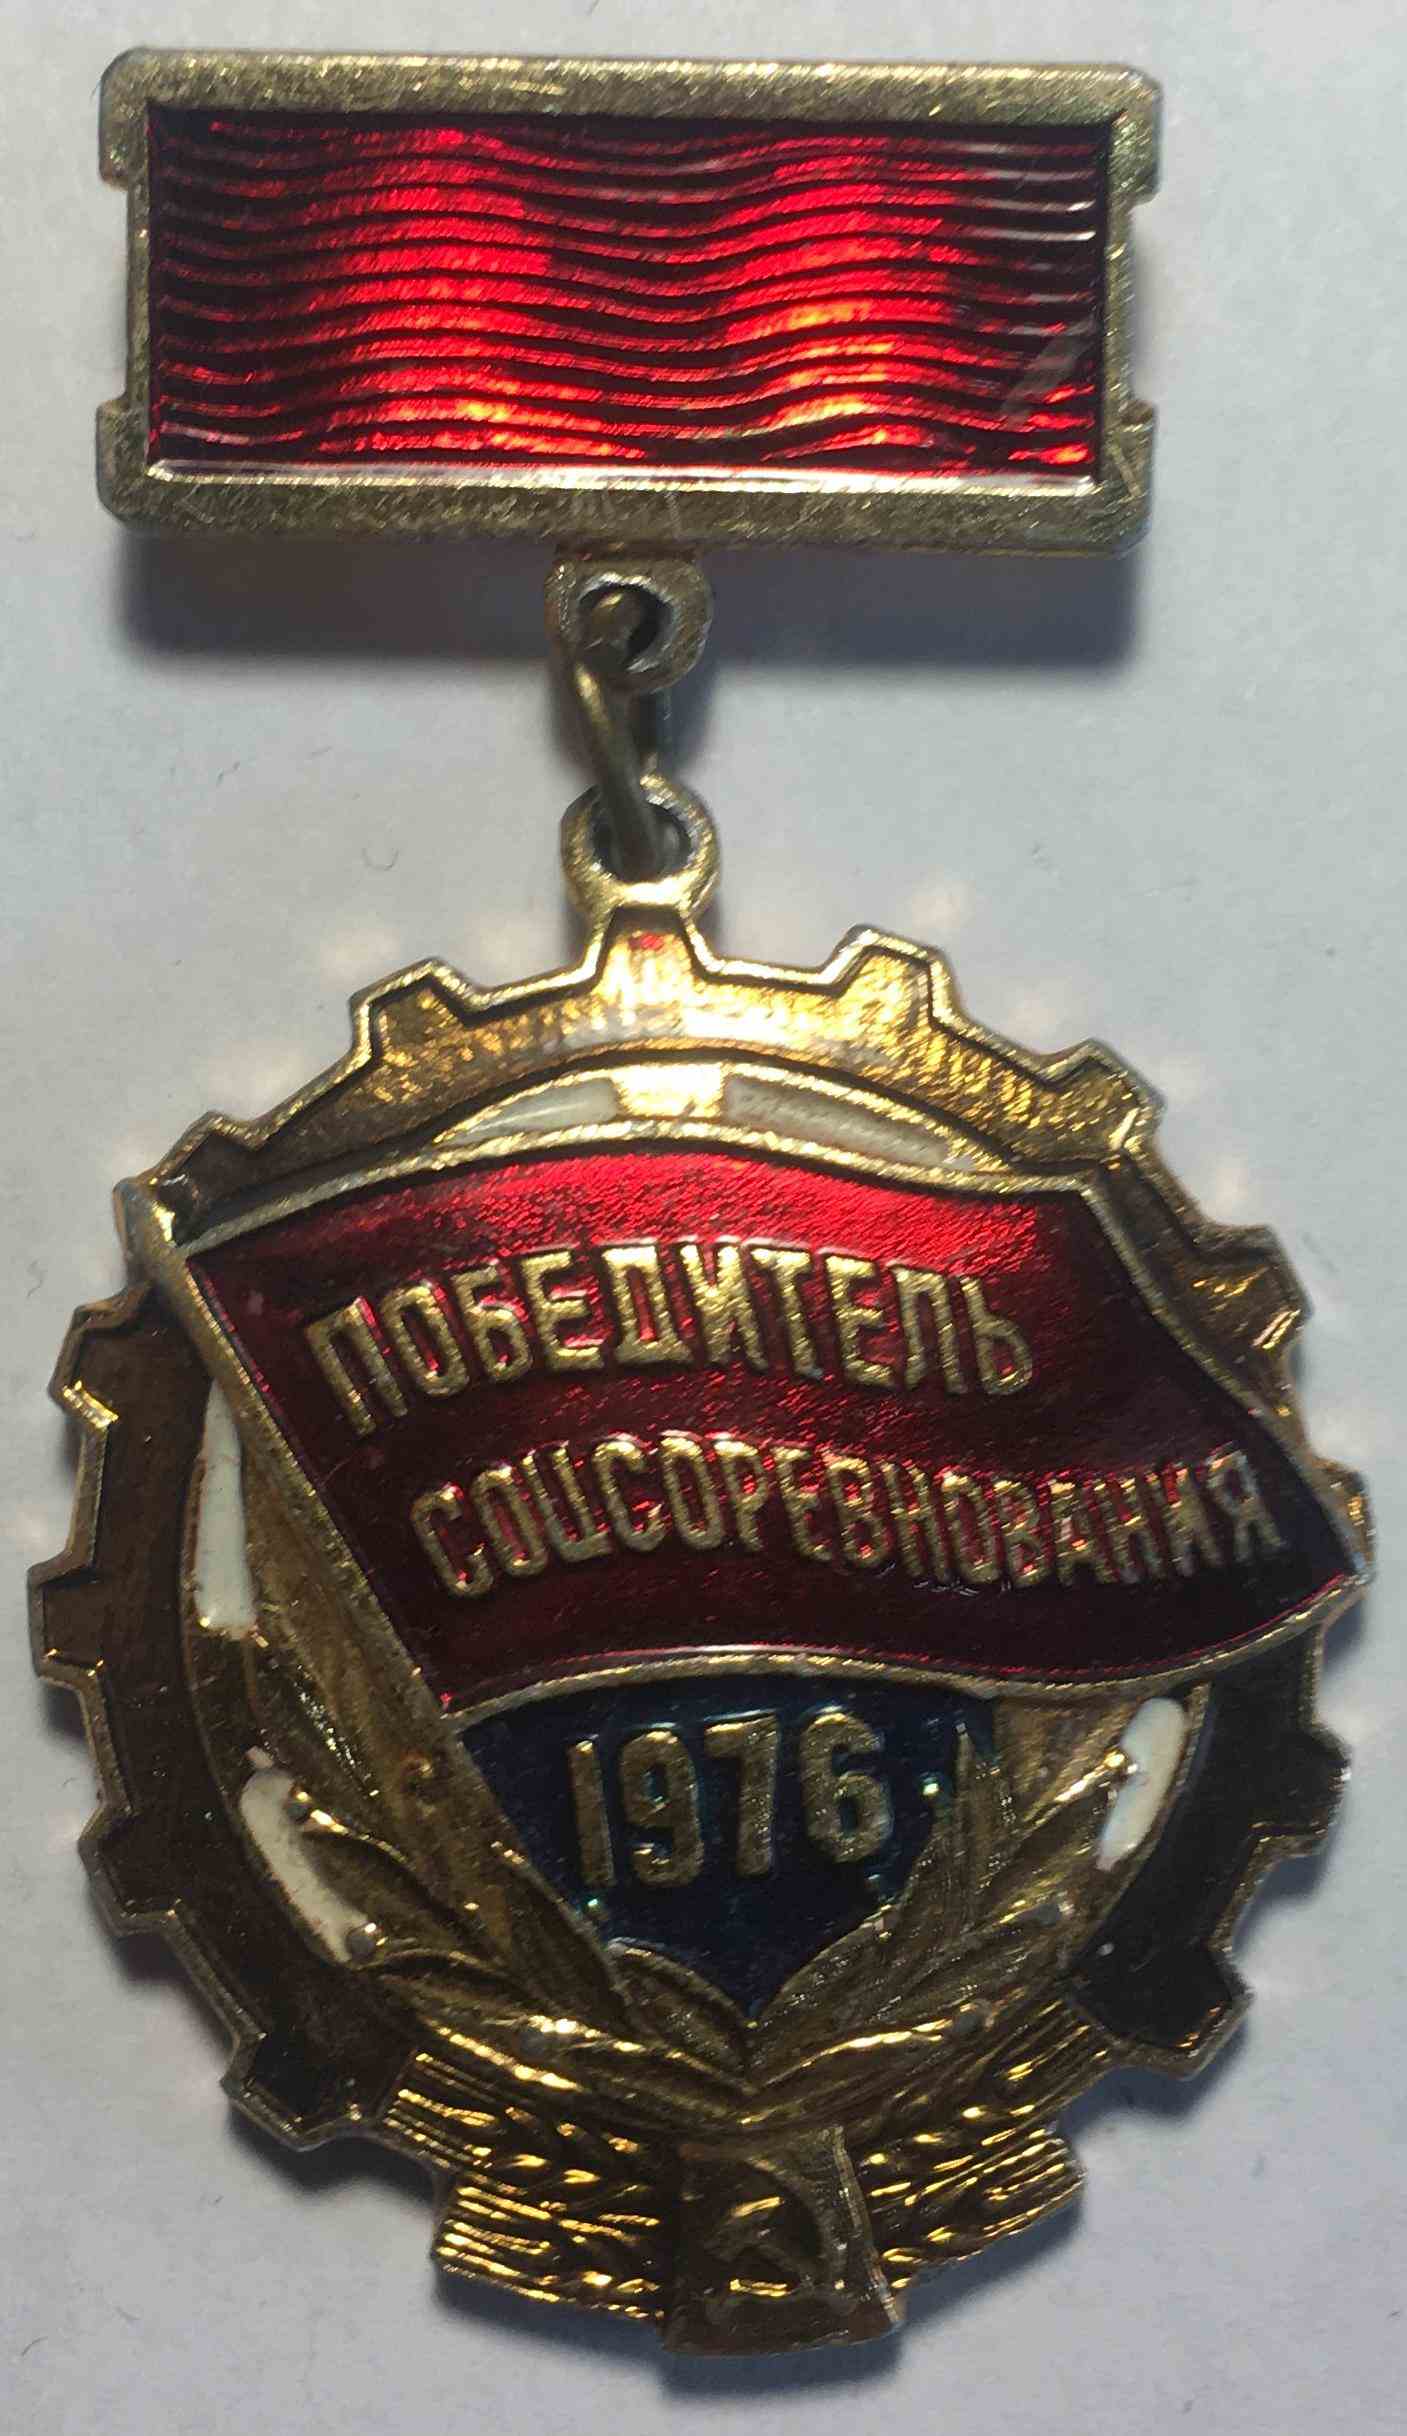 ПОБЕДИТЕЛЬ
СОЦСОРЕВНОВАНИЯ
1976